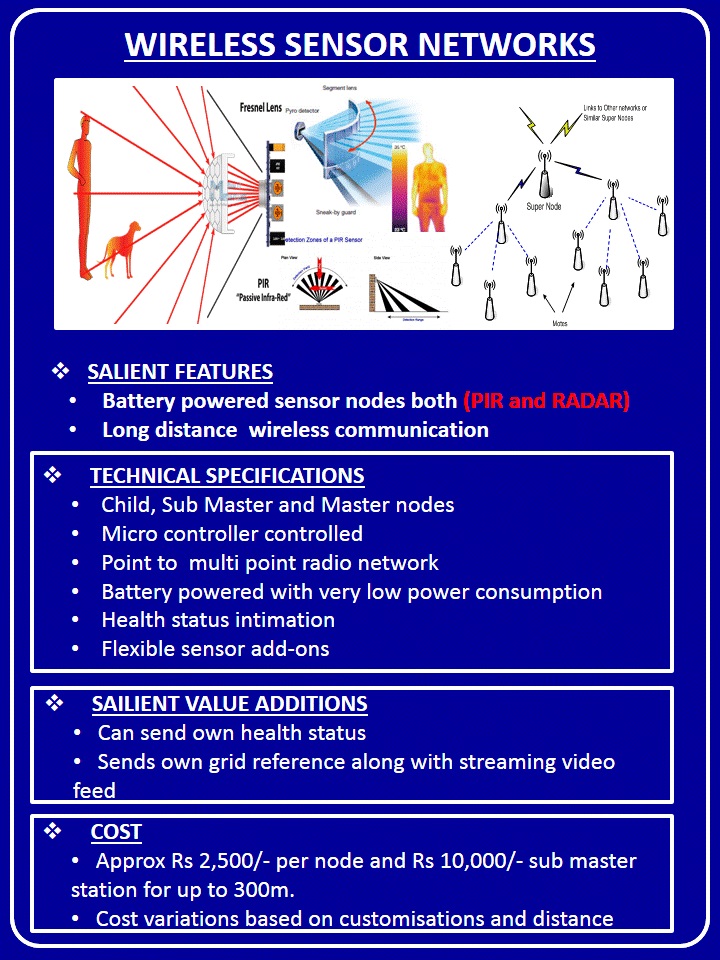 WIRELESS SENSOR NETWORKS
Segment lens
Fresnel Lens
Pyro detector
Links to Other networks or
Similar Super Nodes
35 °C
Super Node
Sneak-by guard
Detection Zones of a PIR Sensor
Plan View
Side View
PIR
"Passive Infra-Red"
Detection Range
Motes
❖ SALIENT FEATURES
• Battery powered sensor nodes both (PIR and RADAR)
• Long distance wireless communication
❖ TECHNICAL SPECIFICATIONS
• Child, Sub Master and Master nodes
• Micro controller controlled
• Point to multi point radio network
• Battery powered with very low power consumption
• Health status intimation
• Flexible sensor add-ons
❖ SAILIENT VALUE ADDITIONS
• Can send own health status
• Sends own grid reference along with streaming video
feed
❖ COST
• Approx Rs 2,500/- per node and Rs 10,000/- sub master
station for up to 300m.
• Cost variations based on customisations and distance